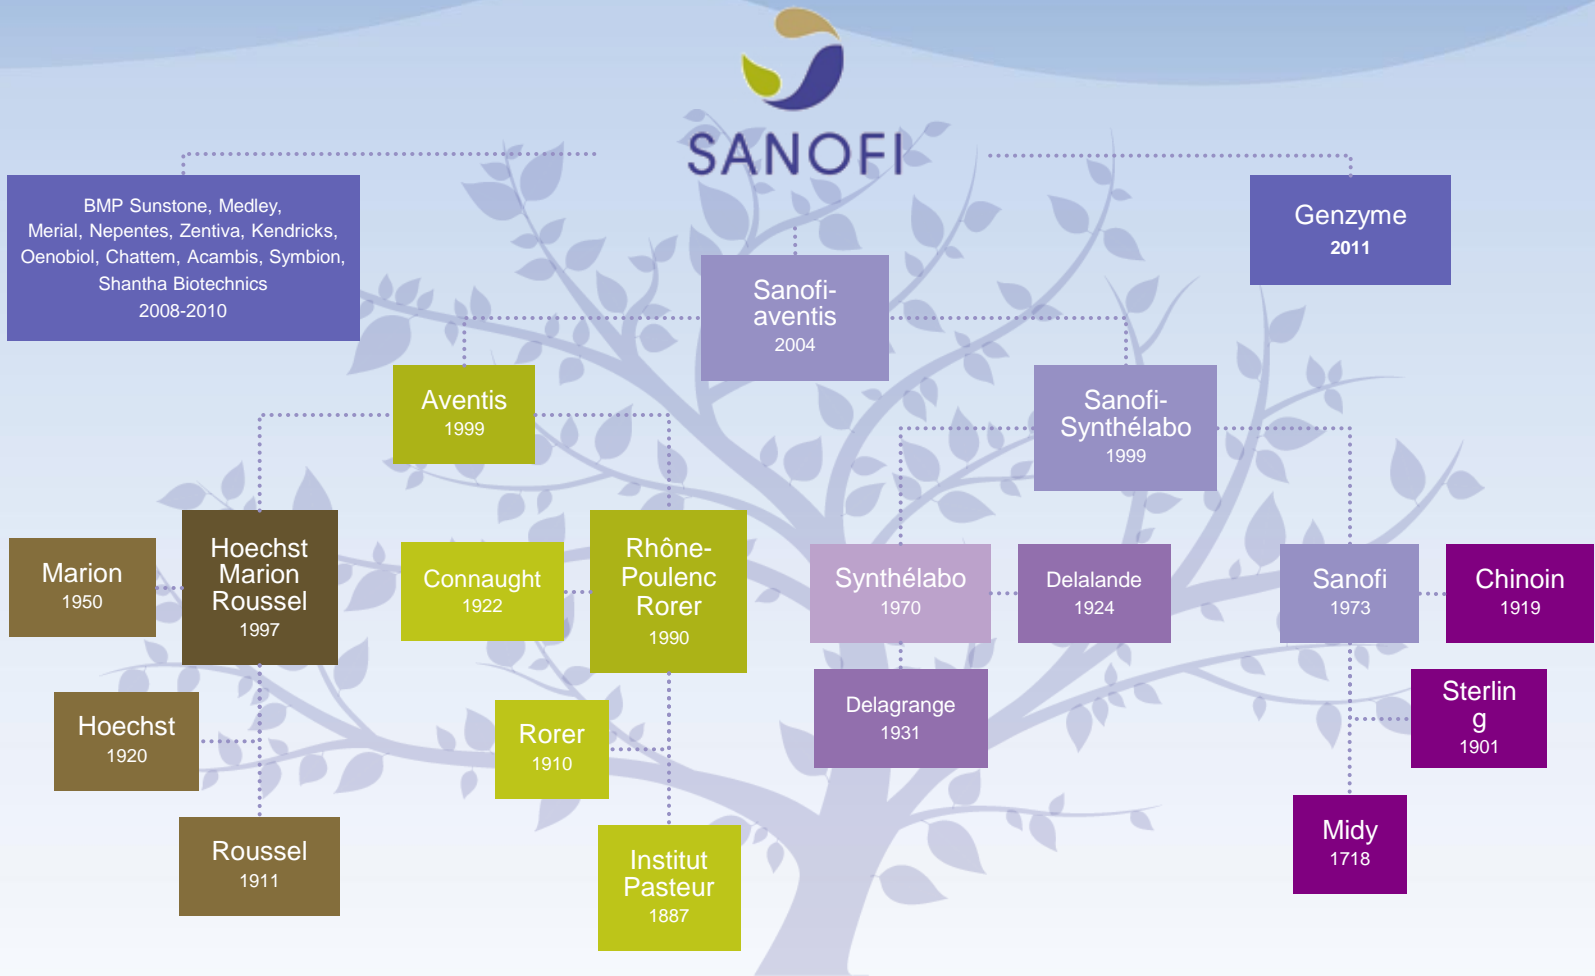 SANOFI
BMP Sunstone, Medley,
Merial, Nepentes, Zentiva, Kendricks,
Oenobiol, Chattem, Acambis, Symbion,
Shantha Biotechnics
2008-2010
Genzyme
2011
Sanofi-
aventis
2004
Aventis
1999
Sanofi-
Synthélabo
1999
Marion
1950
Hoechst
Marion
Roussel
1997
Connaught
1922
Rhône-
Poulenc
Rorer
1990
Synthélabo
1970
Delalande
1924
Sanofi
1973
Chinoin
1919
Hoechst
1920
Rorer
1910
Delagrange
1931
Sterlin
g
1901
Roussel
1911
Institut
Pasteur
1887
Midy
1718